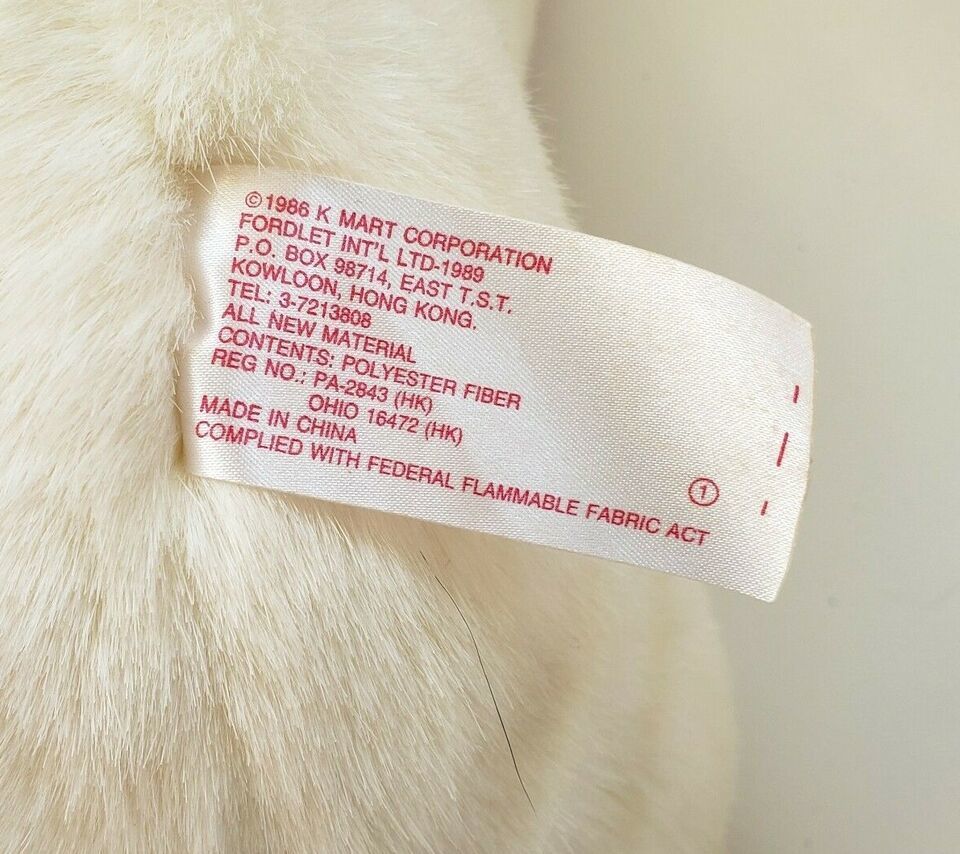 ©1986 K MART CORPORATION
FORDLET INT'L LTD-1989
P.O. BOX 98714, EAST T.S.T.
KOWLOON, HONG KONG.
TEL: 3-7213808
ALL NEW MATERIAL
CONTENTS: POLYESTER FIBER
REG NO.: PA-2843 (HK)
OHIO 16472 (HK)
MADE IN CHINA
COMPLIED WITH FEDERAL FLAMMABLE FABRIC ACT
①